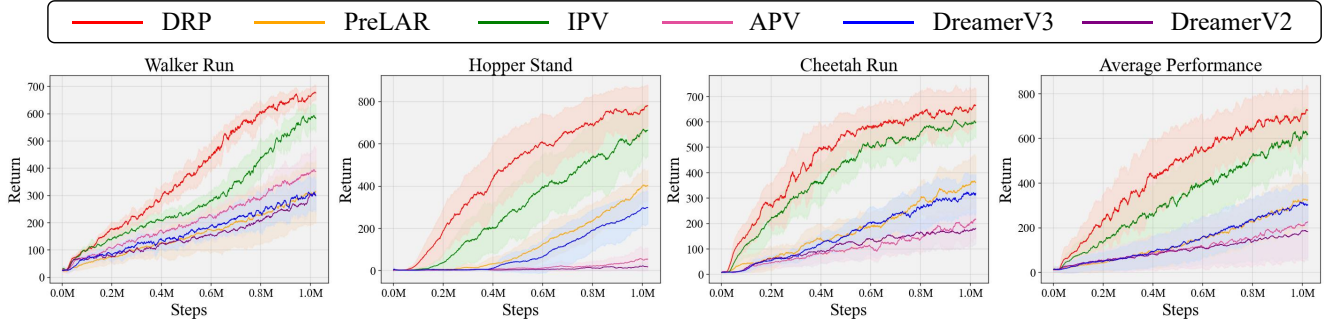 DRP PreLAR IPV APV DreamerV3 DreamerV2
Walker Run
Return
700
600
500
400
300
200
100
0
0.0M 0.2M 0.4M 0.6M 0.8M 1.0M
Steps
Hopper Stand
Return
800
600
400
200
0
0.0M 0.2M 0.4M 0.6M 0.8M 1.0M
Steps
Cheetah Run
Return
700
600
500
400
300
200
100
0
0.0M 0.2M 0.4M 0.6M 0.8M 1.0M
Steps
Average Performance
Return
800
600
400
200
0
0.0M 0.2M 0.4M 0.6M 0.8M 1.0M
Steps